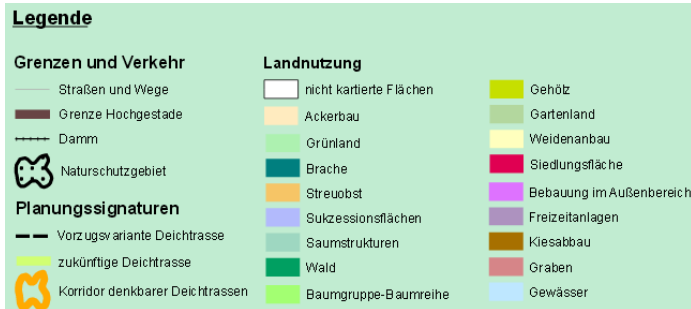 Legende
Grenzen und Verkehr
Straßen und Wege
Grenze Hochgestade
Damm
Naturschutzgebiet
Planungssignaturen
Vorzugsvariante Deichtrasse
zukünftige Deichtrasse
Korridor denkbarer Deichtrassen
Landnutzung
nicht kartierte Flächen
Ackerbau
Grünland
Brache
Streuobst
Sukzessionsflächen
Saumstrukturen
Wald
Baumgruppe-Baumreihe
Gehölz
Gartenland
Weidenanbau
Siedlungsfläche
Bebauung im Außenbereich
Freizeitanlagen
Kiesabbau
Graben
Gewässer